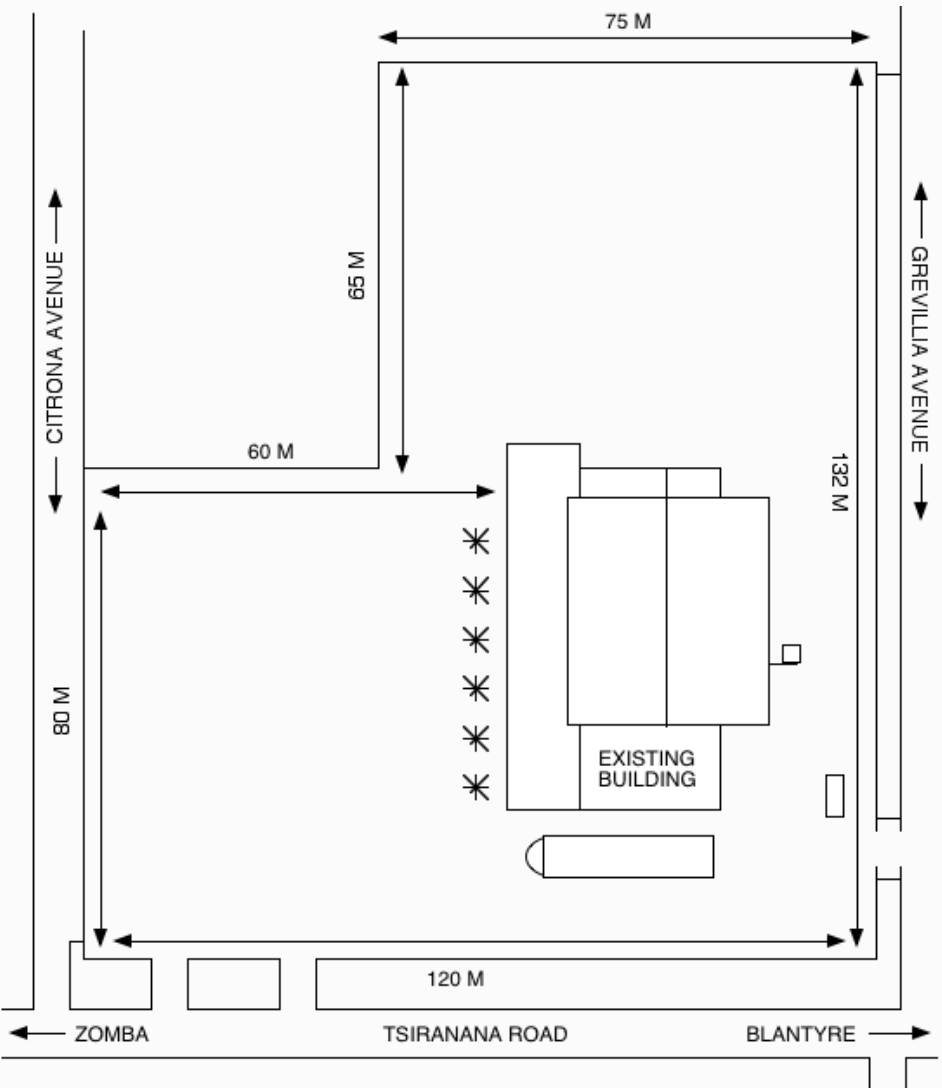 75 M
65 M
CITRONA AVENUE
GREVILLIA AVENUE
60 M
132 M
80 M
EXISTING
BUILDING
120 M
ZOMBA
TSIRANANA ROAD
BLANTYRE